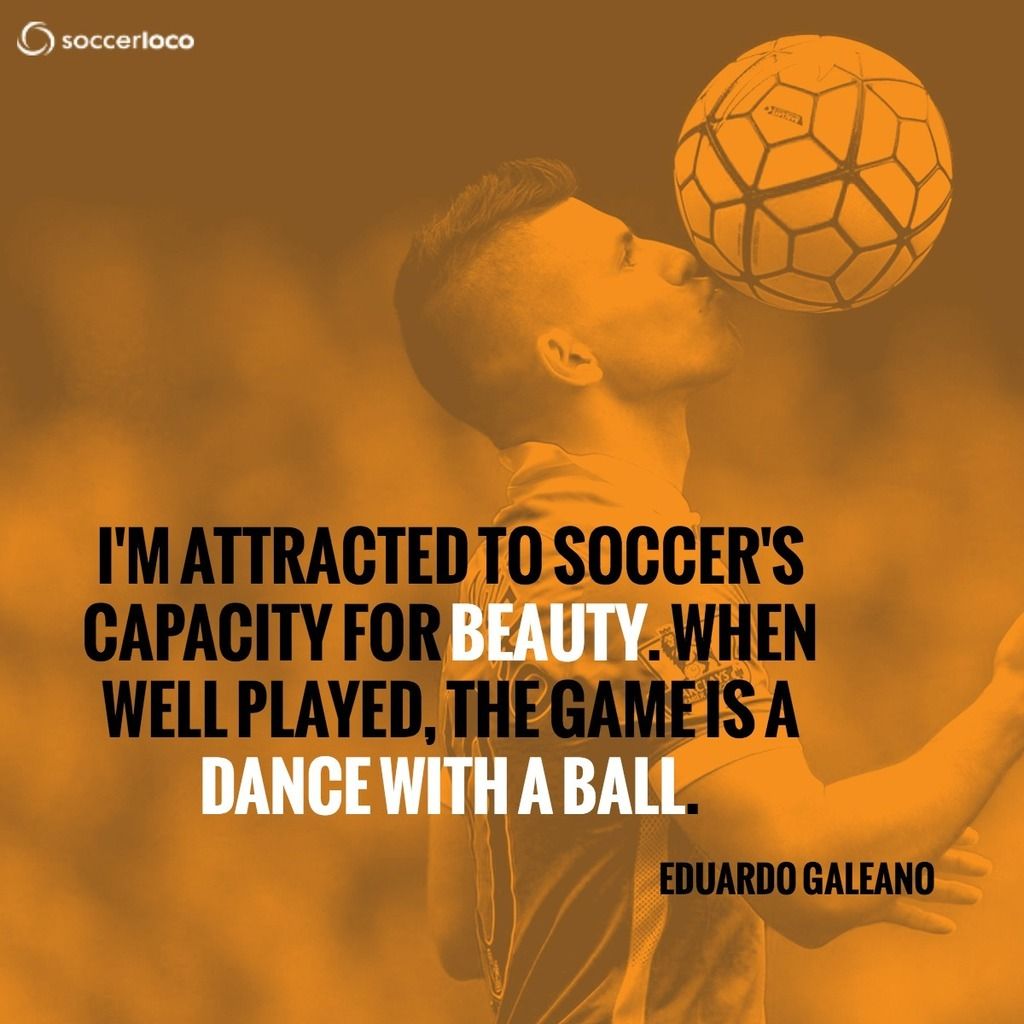 soccerloco
I'M ATTRACTED TO SOCCER'S
CAPACITY FOR BEAUTY. WHEN
WELL PLAYED, THE GAME IS A
DANCE WITH A BALL.
EDUARDO GALEANO